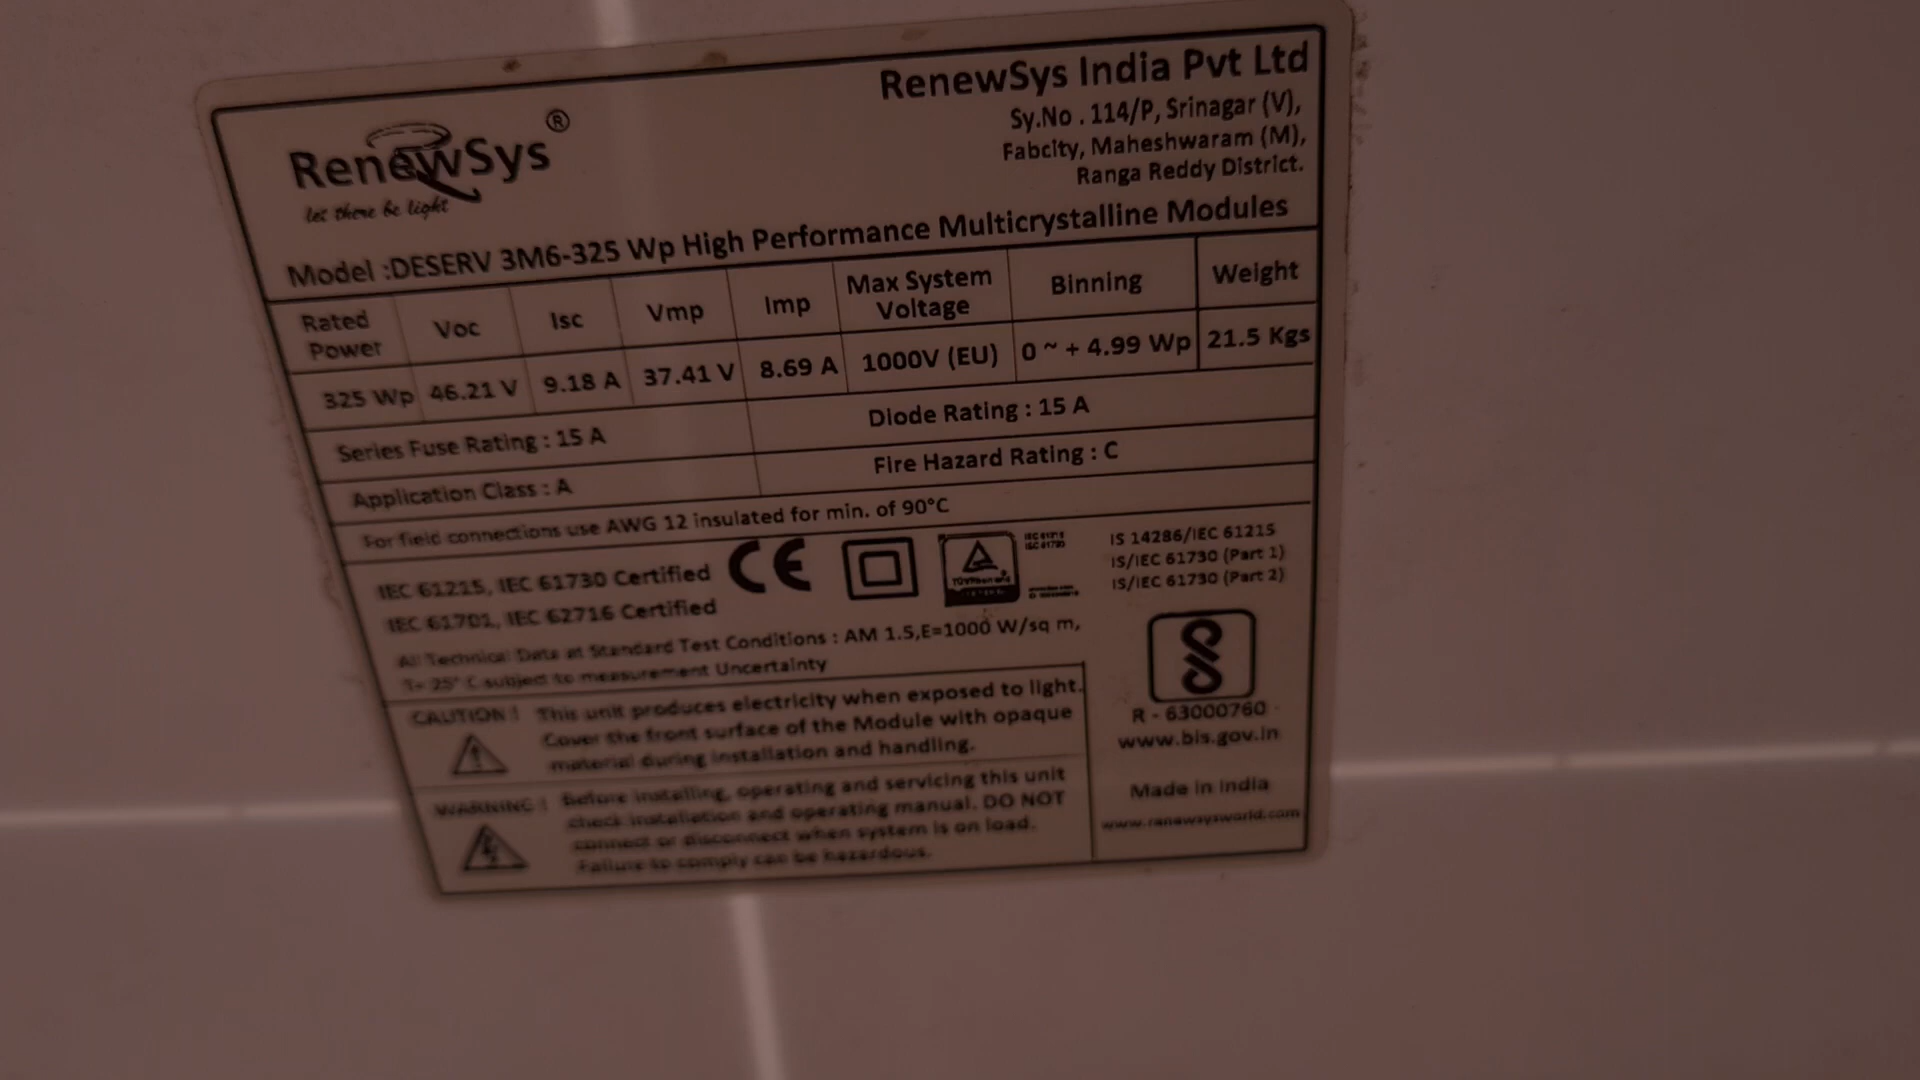 RenewSys®
let there be light
RenewSys India Pvt Ltd
Sy.No . 114/P, Srinagar (V),
Fabcity, Maheshwaram (M),
Ranga Reddy District.
Model :DESERV 3M6-325 Wp High Performance Multicrystalline Modules
Rated Power Voc Isc Vmp Imp Max System Voltage Binning Weight
325 Wp 46.21 V 9.18 A 37.41 V 8.69 A 1000V (EU) 0 ~ + 4.99 Wp 21.5 Kgs
Series Fuse Rating : 15 A Diode Rating : 15 A
Application Class : A Fire Hazard Rating : C
For field connections use AWG 12 insulated for min. of 90°C
IEC 61215, IEC 61730 Certified
IEC 61701, IEC 62716 Certified
CE
IS 14286/IEC 61215
IS/IEC 61730 (Part 1)
IS/IEC 61730 (Part 2)
All Technical Data at Standard Test Conditions : AM 1.5,E=1000 W/sq m,
T= 25° C subject to measurement Uncertainty
R - 63000760
www.bis.gov.in
Made in India
www.renewsysworld.com
CAUTION ! This unit produces electricity when exposed to light.
Cover the front surface of the Module with opaque
material during installation and handling.
WARNING ! Before installing, operating and servicing this unit
check installation and operating manual. DO NOT
connect or disconnect when system is on load.
Failure to comply can be hazardous.